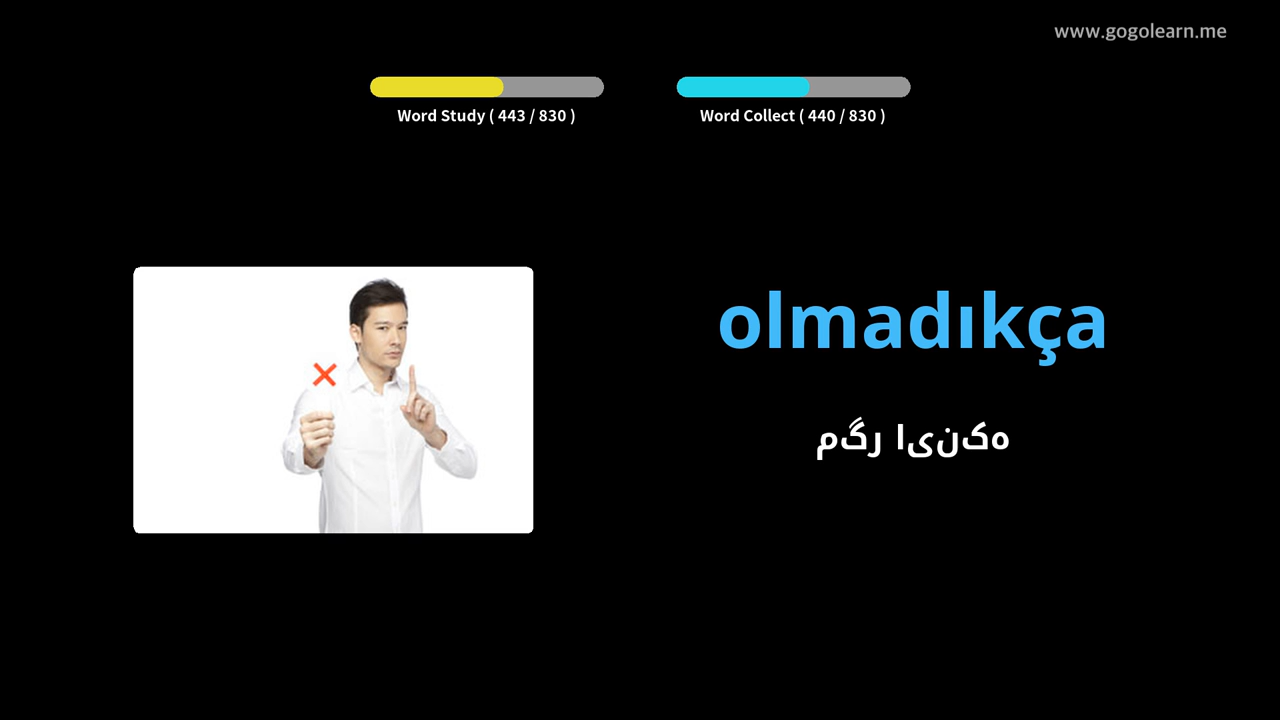 www.gogolearn.me
Word Study ( 443 / 830 )
Word Collect ( 440 / 830 )
olmadıkça
مگر اینکه